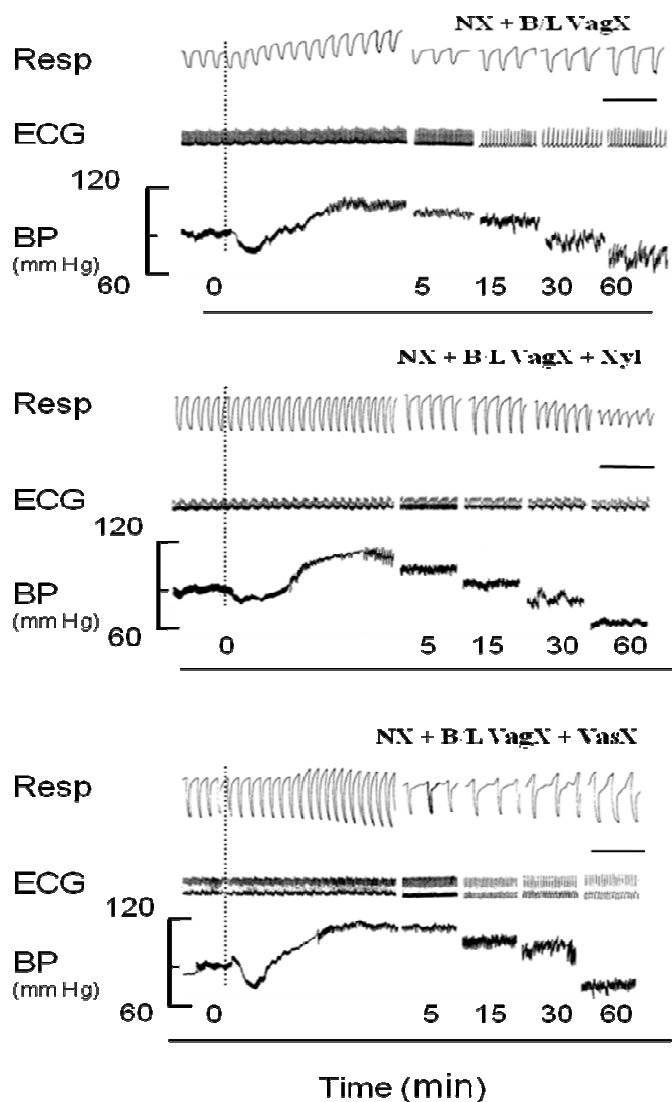 NX + B/L VagX
Resp
ECG
120
BP
(mm Hg)
60
0 5 15 30 60
NX + B/L VagX + Xyl
Resp
ECG
120
BP
(mm Hg)
60
0 5 15 30 60
NX + B/L VagX + VasX
Resp
ECG
120
BP
(mm Hg)
60
0 5 15 30 60
Time (min)